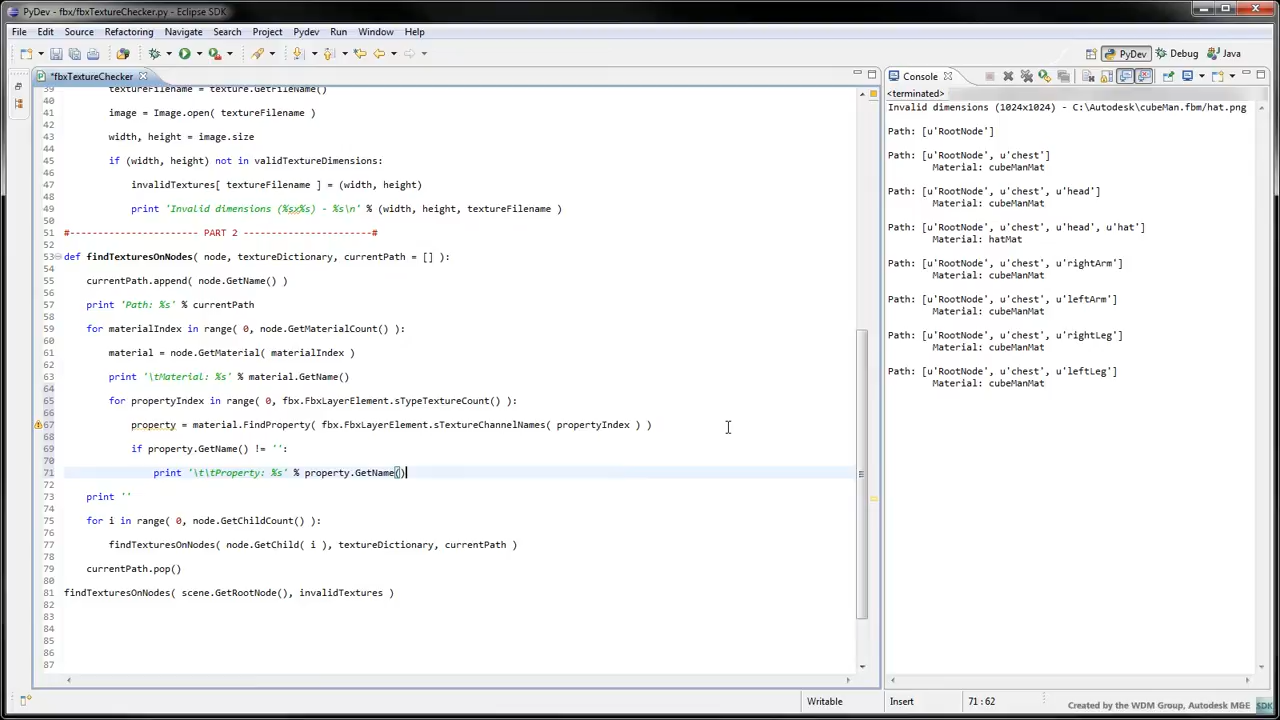 PyDev - fbx/fbxTextureChecker.py - Eclipse SDK
File Edit Source Refactoring Navigate Search Project Pydev Run Window Help
PyDev Debug Java
*fbxTextureChecker
39 textureFilename = texture.GetFileName()
40
41 image = Image.open( textureFilename )
42
43 width, height = image.size
44
45 if (width, height) not in validTextureDimensions:
46
47 invalidTextures[ textureFilename ] = (width, height)
48
49 print 'Invalid dimensions (%sx%s) - %s\n' % (width, height, textureFilename )
50
51 #----------------------- PART 2 -----------------------#
52
53 def findTexturesOnNodes( node, textureDictionary, currentPath = [] ):
54
55 currentPath.append( node.GetName() )
56
57 print 'Path: %s' % currentPath
58
59 for materialIndex in range( 0, node.GetMaterialCount() ):
60
61 material = node.GetMaterial( materialIndex )
62
63 print '\tMaterial: %s' % material.GetName()
64
65 for propertyIndex in range( 0, fbx.FbxLayerElement.sTypeTextureCount() ):
66
67 property = material.FindProperty( fbx.FbxLayerElement.sTextureChannelNames( propertyIndex ) )
68
69 if property.GetName() != '':
70
71 print '\t\tProperty: %s' % property.GetName()
72
73 print ''
74
75 for i in range( 0, node.GetChildCount() ):
76
77 findTexturesOnNodes( node.GetChild( i ), textureDictionary, currentPath )
78
79 currentPath.pop()
80
81 findTexturesOnNodes( scene.GetRootNode(), invalidTextures )
82
83
84
85
86
87
Console
<terminated>
Invalid dimensions (1024x1024) - C:\Autodesk\cubeMan.fbm/hat.png
Path: [u'RootNode']
Path: [u'RootNode', u'chest']
Material: cubeManMat
Path: [u'RootNode', u'chest', u'head']
Material: cubeManMat
Path: [u'RootNode', u'chest', u'head', u'hat']
Material: hatMat
Path: [u'RootNode', u'chest', u'rightArm']
Material: cubeManMat
Path: [u'RootNode', u'chest', u'leftArm']
Material: cubeManMat
Path: [u'RootNode', u'chest', u'rightLeg']
Material: cubeManMat
Path: [u'RootNode', u'chest', u'leftLeg']
Material: cubeManMat
Writable Insert 71 : 62
Created by the WDM Group, Autodesk M&E SDK